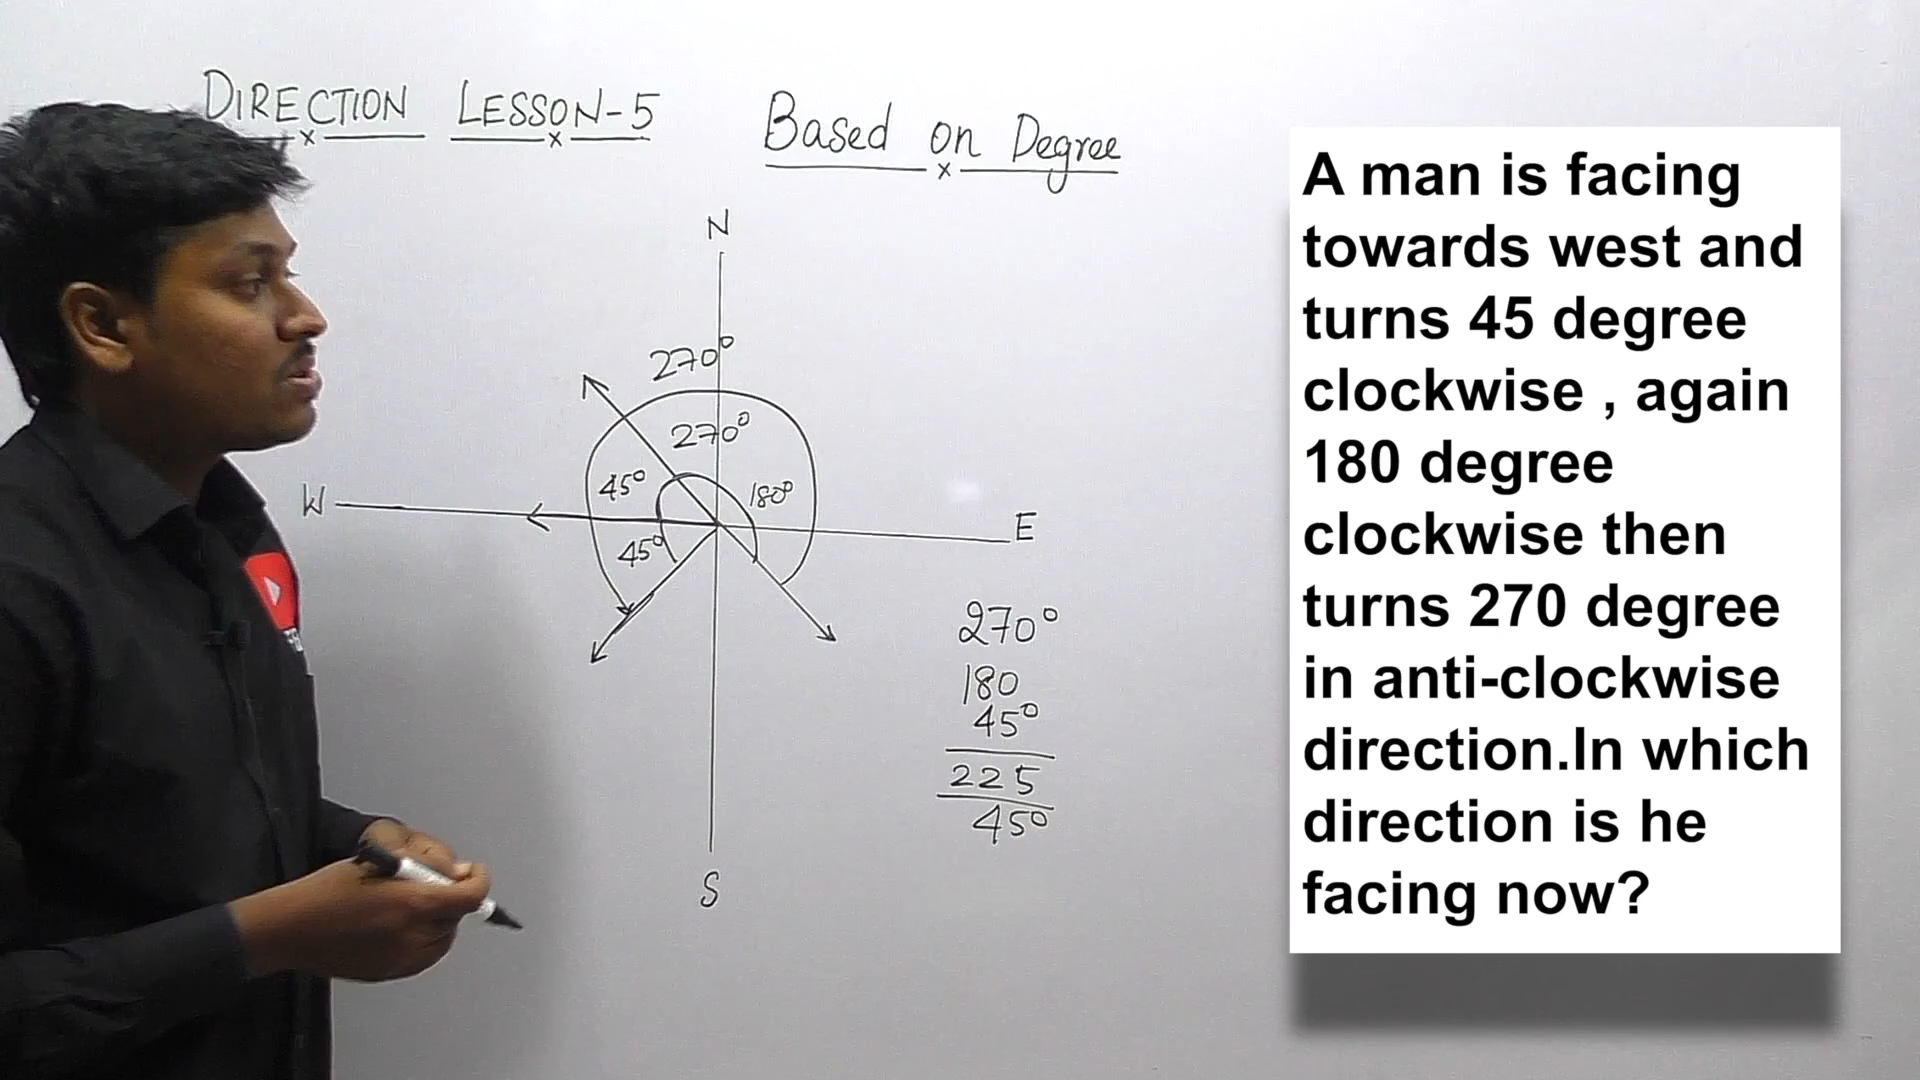 DIRECTION LESSON-5
Based on Degree
N
270°
270°
45°
180°
W
E
45°
270°
180
45°
225
45°
S
A man is facing
towards west and
turns 45 degree
clockwise , again
180 degree
clockwise then
turns 270 degree
in anti-clockwise
direction.In which
direction is he
facing now?